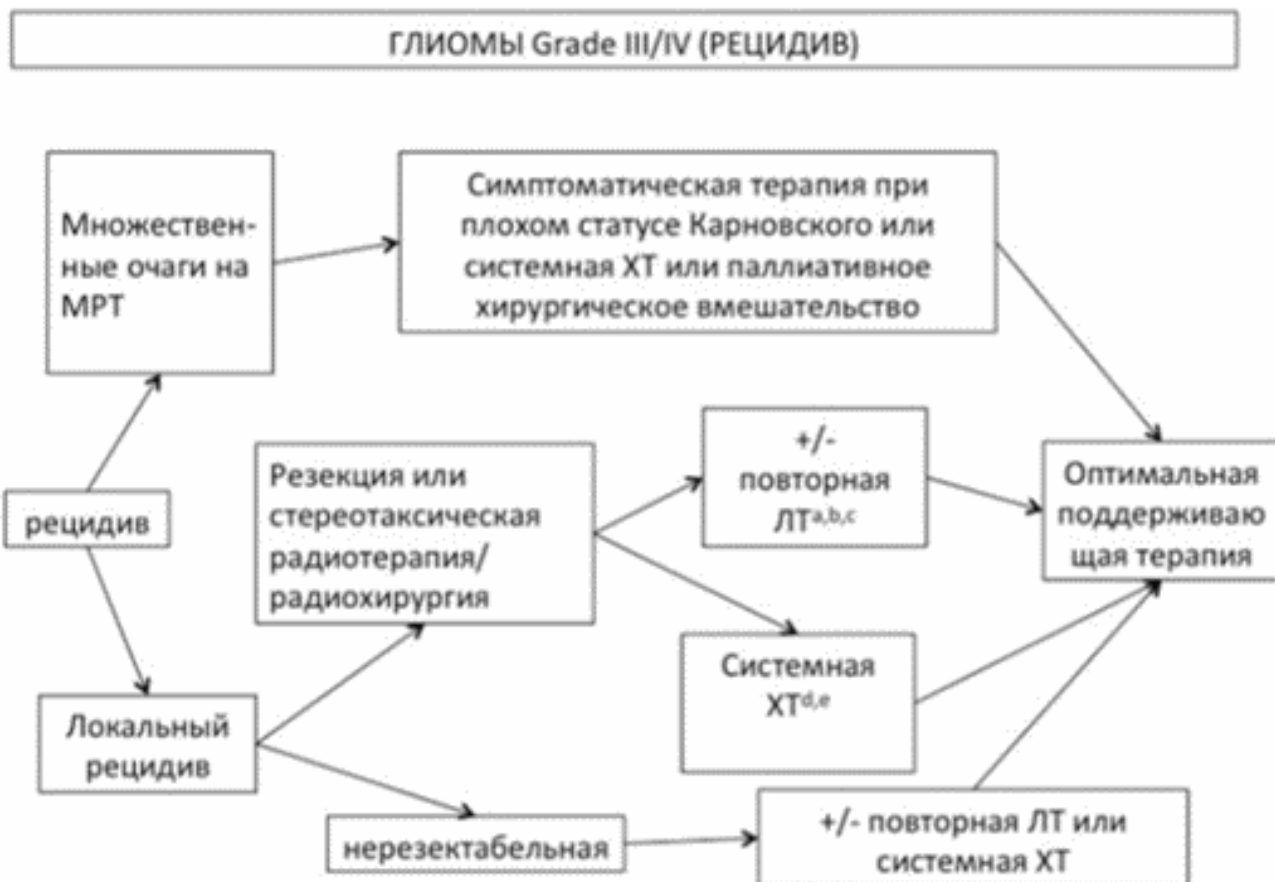 ГЛИОМЫ Grade III/IV (РЕЦИДИВ)
Множествен-
ные очаги на
МРТ
Симптоматическая терапия при
плохом статусе Карновского или
системная ХТ или паллиативное
хирургическое вмешательство
рецидив
Резекция или
стереотаксическая
радиотерапия/
радиохирургия
+/-
повторная
ЛТa,b,c
Оптимальная
поддерживаю
щая терапия
Системная
ХТd,e
Локальный
рецидив
нерезектабельная
+/- повторная ЛТ или
системная ХТ